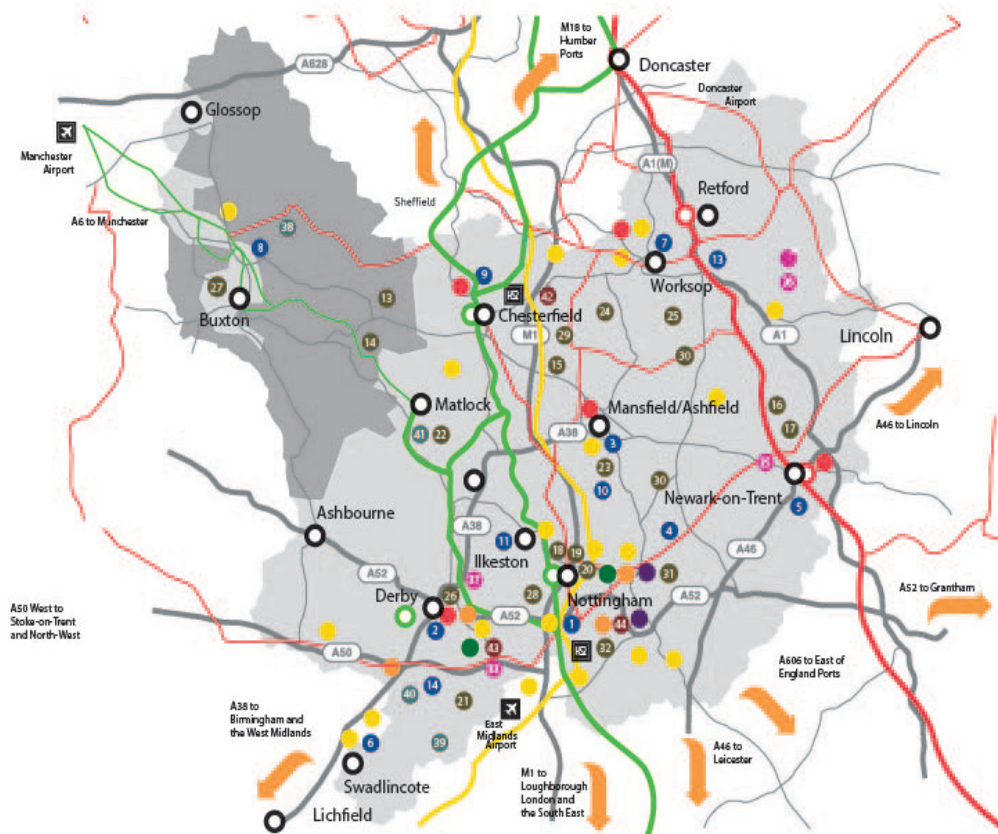 M18 to
Humber
Ports
Doncaster
A628
Doncaster
Airport
Glossop
Manchester
Airport
A1(M)
Retford
A6 to Manchester
Sheffield
38
8
7
13
Worksop
9
27
13
HS2
42
Buxton
Chesterfield
24
25
Lincoln
14
M1
29
A1
15
30
Matlock
Mansfield/Ashfield
16
A46 to Lincoln
41
22
A38
3
17
23
30
10
Newark-on-Trent
5
Ashbourne
A38
11
4
Ilkeston
A46
18
19
A52
20
31
A52 to Grantham
A50 West to
Stoke-on-Trent
and North-West
26
28
Nottingham
A52
Derby
2
A52
1
44
43
HS2
32
A50
A606 to East of
England Ports
14
40
21
A38 to
Birmingham and
the West Midlands
East
Midlands
Airport
6
39
A46 to
Leicester
Swadlincote
M1 to
Loughborough
London and
the South East
Lichfield